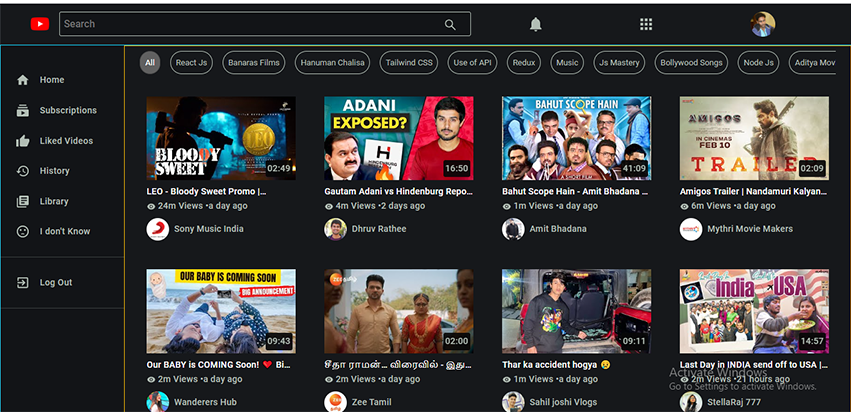 Search
All
React Js
Banaras Films
Hanuman Chalisa
Tailwind CSS
Use of API
Redux
Music
Js Mastery
Bollywood Songs
Node Js
Aditya Mov
Home
Subscriptions
Liked Videos
History
Library
I don't Know
Log Out
BLOODY
SWEET
LEO
02:49
LEO - Bloody Sweet Promo |...
24m Views •a day ago
Sony Music India
ADANI
EXPOSED?
HINDENBURG
16:50
Gautam Adani vs Hindenburg Repo...
4m Views •2 days ago
Dhruv Rathee
BAHUT SCOPE HAIN
A SHORT FILM
41:09
Bahut Scope Hain - Amit Bhadana ...
1m Views •a day ago
Amit Bhadana
AMIGOS
IN CINEMAS
FEB 10
TRAILER
02:09
Amigos Trailer | Nandamuri Kalyan...
6m Views •a day ago
Mythri Movie Makers
OUR BABY IS COMING SOON
BIG ANNOUNCEMENT
09:43
Our BABY is COMING Soon! ❤️ Bi...
2m Views •a day ago
Wanderers Hub
ஜீ தமிழ்
02:00
சீதா ராமன்... விரைவில் - இது...
2m Views •a day ago
Zee Tamil
09:11
Thar ka accident hogya 😢
1m Views •a day ago
Sahil joshi Vlogs
India
USA
14:57
Last Day in INDIA send off to USA |...
2m Views •21 hours ago
StellaRaj 777
Activate Windows
Go to Settings to activate Windows.